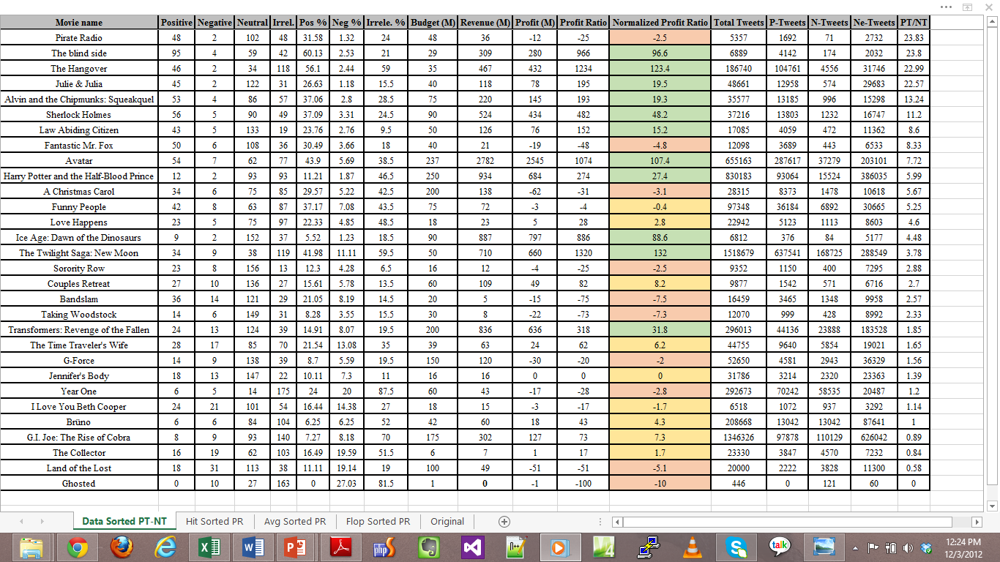 Movie name Positive Negative Neutral Irrel. Pos % Neg % Irrele. % Budget (M) Revenue (M) Profit (M) Profit Ratio Normalized Profit Ratio Total Tweets P-Tweets N-Tweets Ne-Tweets PT/NT
Pirate Radio 48 2 102 48 31.58 1.32 24 48 36 -12 -25 -2.5 5357 1692 71 2732 23.83
The blind side 95 4 59 42 60.13 2.53 21 29 309 280 966 96.6 6889 4142 174 2032 23.8
The Hangover 46 2 34 118 56.1 2.44 59 35 467 432 1234 123.4 186740 104761 4556 31746 22.99
Julie & Julia 45 2 122 31 26.63 1.18 15.5 40 118 78 195 19.5 48661 12958 574 29683 22.57
Alvin and the Chipmunks: Squeakquel 53 4 86 57 37.06 2.8 28.5 75 220 145 193 19.3 35577 13185 996 15298 13.24
Sherlock Holmes 56 5 90 49 37.09 3.31 24.5 90 524 434 482 48.2 37216 13803 1232 16747 11.2
Law Abiding Citizen 43 5 133 19 23.76 2.76 9.5 50 126 76 152 15.2 17085 4059 472 11362 8.6
Fantastic Mr. Fox 50 6 108 36 30.49 3.66 18 40 21 -19 -48 -4.8 12098 3689 443 6533 8.33
Avatar 54 7 62 77 43.9 5.69 38.5 237 2782 2545 1074 107.4 655163 287617 37279 203101 7.72
Harry Potter and the Half-Blood Prince 12 2 93 93 11.21 1.87 46.5 250 934 684 274 27.4 830183 93064 15524 386035 5.99
A Christmas Carol 34 6 75 85 29.57 5.22 42.5 200 138 -62 -31 -3.1 28315 8373 1478 10618 5.67
Funny People 42 8 63 87 37.17 7.08 43.5 75 72 -3 -4 -0.4 97348 36184 6892 30665 5.25
Love Happens 23 5 75 97 22.33 4.85 48.5 18 23 5 28 2.8 22942 5123 1113 8603 4.6
Ice Age: Dawn of the Dinosaurs 9 2 152 37 5.52 1.23 18.5 90 887 797 886 88.6 6812 376 84 5177 4.48
The Twilight Saga: New Moon 34 9 38 119 41.98 11.11 59.5 50 710 660 1320 132 1518679 637541 168725 288549 3.78
Sorority Row 23 8 156 13 12.3 4.28 6.5 16 12 -4 -25 -2.5 9352 1150 400 7295 2.88
Couples Retreat 27 10 136 27 15.61 5.78 13.5 60 109 49 82 8.2 9877 1542 571 6716 2.7
Bandslam 36 14 121 29 21.05 8.19 14.5 20 5 -15 -75 -7.5 16459 3465 1348 9958 2.57
Taking Woodstock 14 6 149 31 8.28 3.55 15.5 30 8 -22 -73 -7.3 12070 999 428 8992 2.33
Transformers: Revenge of the Fallen 24 13 124 39 14.91 8.07 19.5 200 836 636 318 31.8 296013 44136 23888 183528 1.85
The Time Traveler's Wife 28 17 85 70 21.54 13.08 35 39 63 24 62 6.2 44755 9640 5854 19021 1.65
G-Force 14 9 138 39 8.7 5.59 19.5 150 120 -30 -20 -2 52650 4581 2943 36329 1.56
Jennifer's Body 18 13 147 22 10.11 7.3 11 16 16 0 0 0 31786 3214 2320 23363 1.39
Year One 6 5 14 175 24 20 87.5 60 43 -17 -28 -2.8 292673 70242 58535 20487 1.2
I Love You Beth Cooper 24 21 101 54 16.44 14.38 27 18 15 -3 -17 -1.7 6518 1072 937 3292 1.14
Brüno 6 6 84 104 6.25 6.25 52 42 60 18 43 4.3 208668 13042 13042 87641 1
G.I. Joe: The Rise of Cobra 8 9 93 140 7.27 8.18 70 175 302 127 73 7.3 1346326 97878 110129 626042 0.89
The Collector 16 19 62 103 16.49 19.59 51.5 6 7 1 17 1.7 23330 3847 4570 7232 0.84
Land of the Lost 18 31 113 38 11.11 19.14 19 100 49 -51 -51 -5.1 20000 2222 3828 11300 0.58
Ghosted 0 10 27 163 0 27.03 81.5 1 0 -1 -100 -10 446 0 121 60 0
Data Sorted PT-NT Hit Sorted PR Avg Sorted PR Flop Sorted PR Original
12:24 PM
12/3/2012
php
n++
4
talk